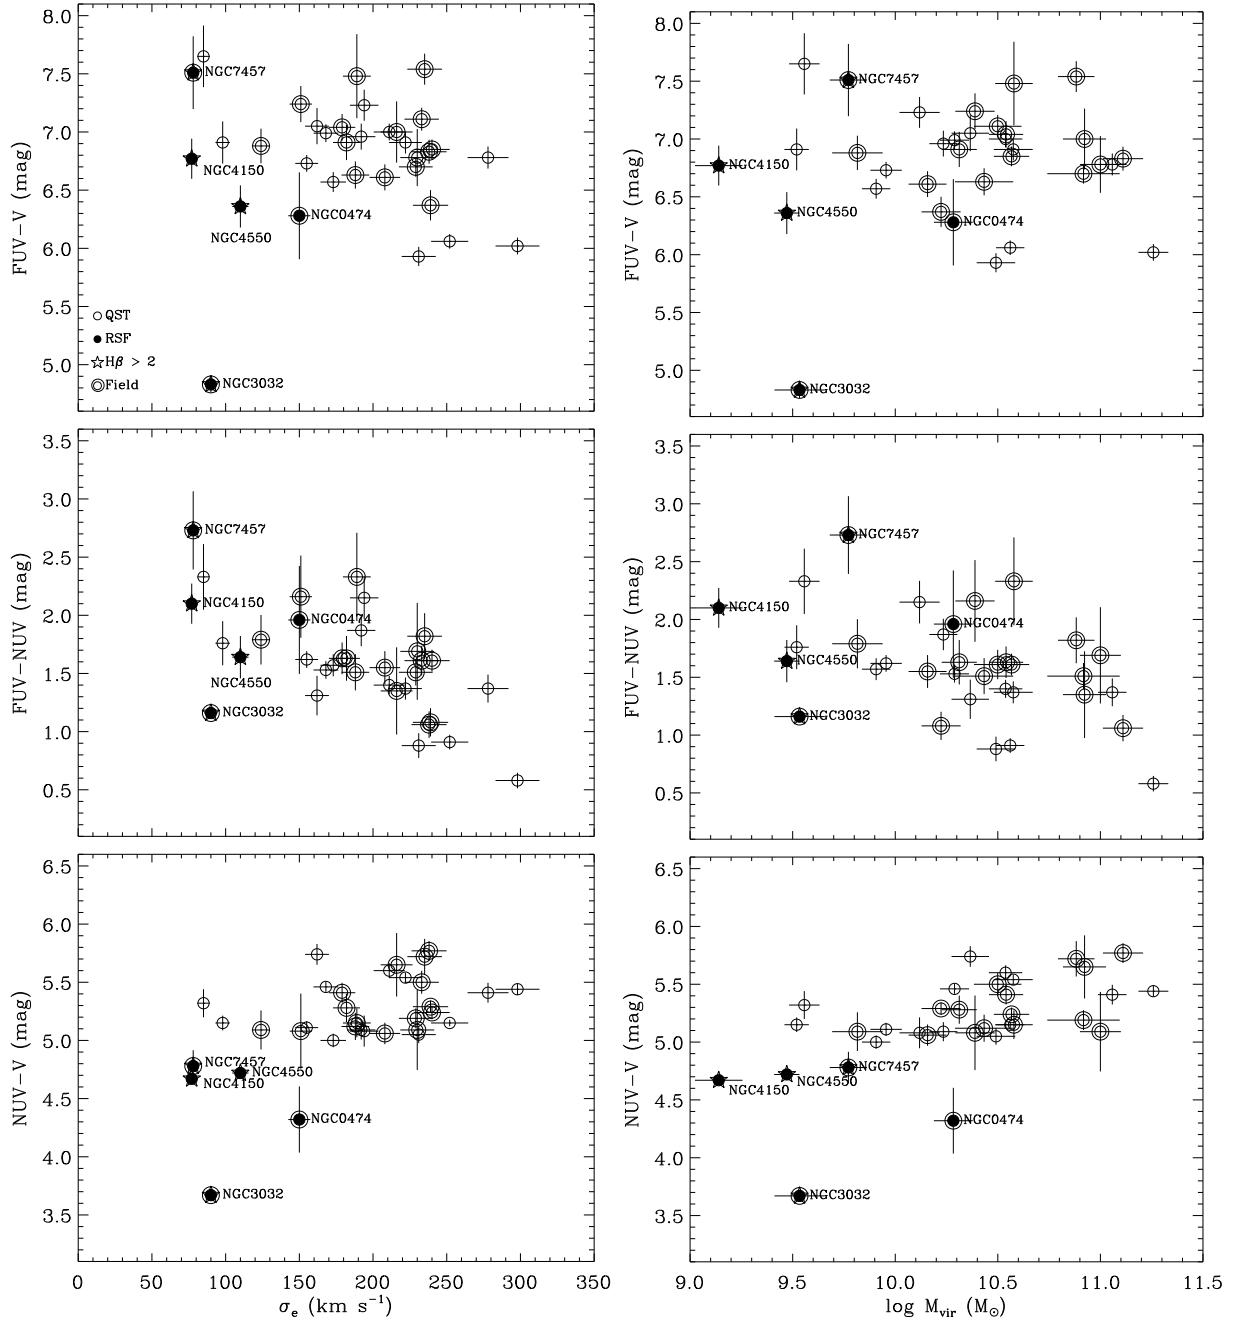 8.0
7.5
7.0
6.5
6.0
5.5
5.0
FUV−V (mag)
NGC7457
NGC4150
NGC4550
NGC0474
NGC3032
QST
RSF
Hβ > 2
Field
8.0
7.5
7.0
6.5
6.0
5.5
5.0
FUV−V (mag)
NGC7457
NGC4150
NGC4550
NGC0474
NGC3032
3.5
3.0
2.5
2.0
1.5
1.0
0.5
FUV−NUV (mag)
NGC7457
NGC4150
NGC0474
NGC4550
NGC3032
3.5
3.0
2.5
2.0
1.5
1.0
0.5
FUV−NUV (mag)
NGC7457
NGC4150
NGC0474
NGC4550
NGC3032
6.5
6.0
5.5
5.0
4.5
4.0
3.5
NUV−V (mag)
NGC7457
NGC4550
NGC4150
NGC0474
NGC3032
0 50 100 150 200 250 300 350
σe (km s⁻¹)
6.5
6.0
5.5
5.0
4.5
4.0
3.5
NUV−V (mag)
NGC7457
NGC4550
NGC4150
NGC0474
NGC3032
9.0 9.5 10.0 10.5 11.0 11.5
log Mvir (M⊙)